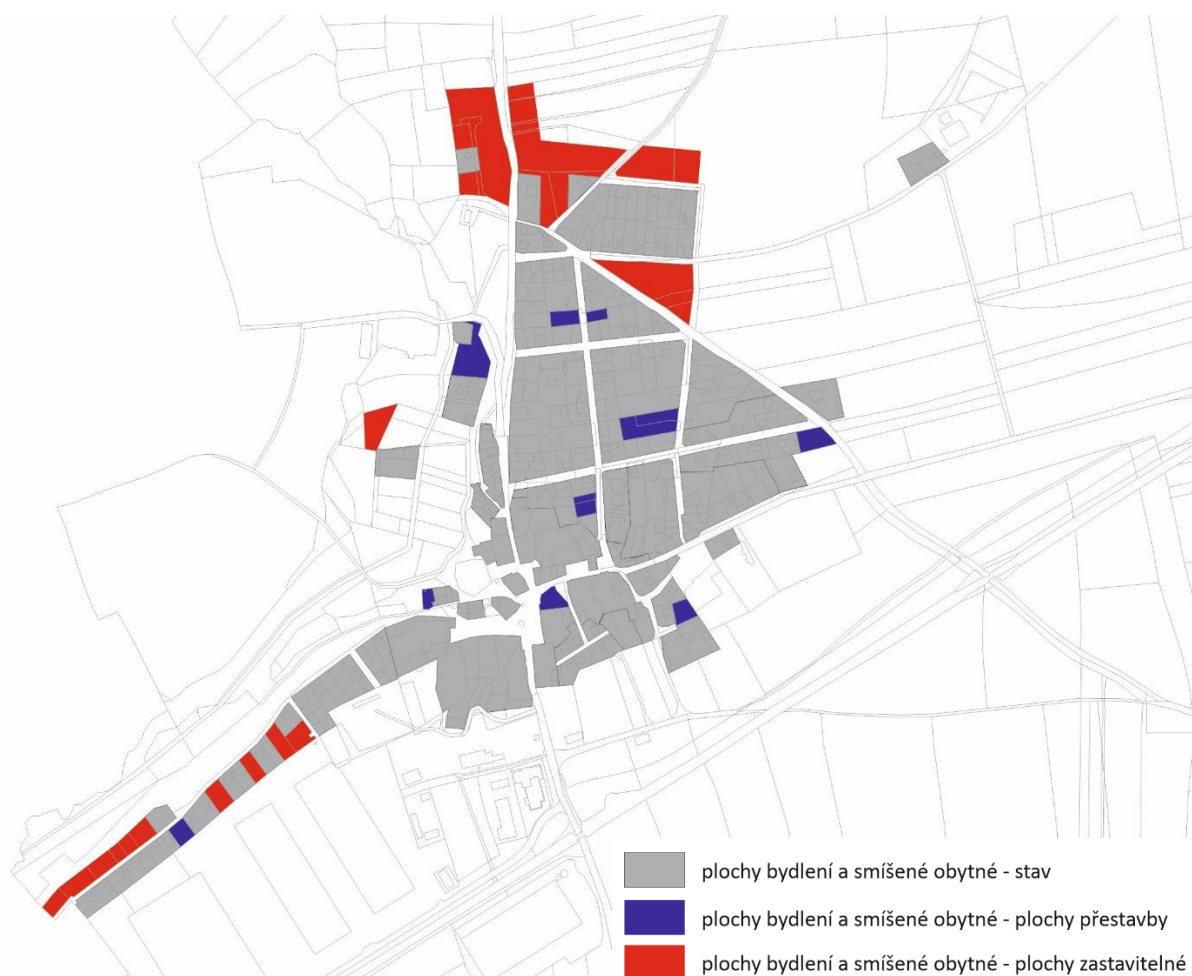 plochy bydlení a smíšené obytné - stav
plochy bydlení a smíšené obytné - plochy přestavby
plochy bydlení a smíšené obytné - plochy zastavitelné